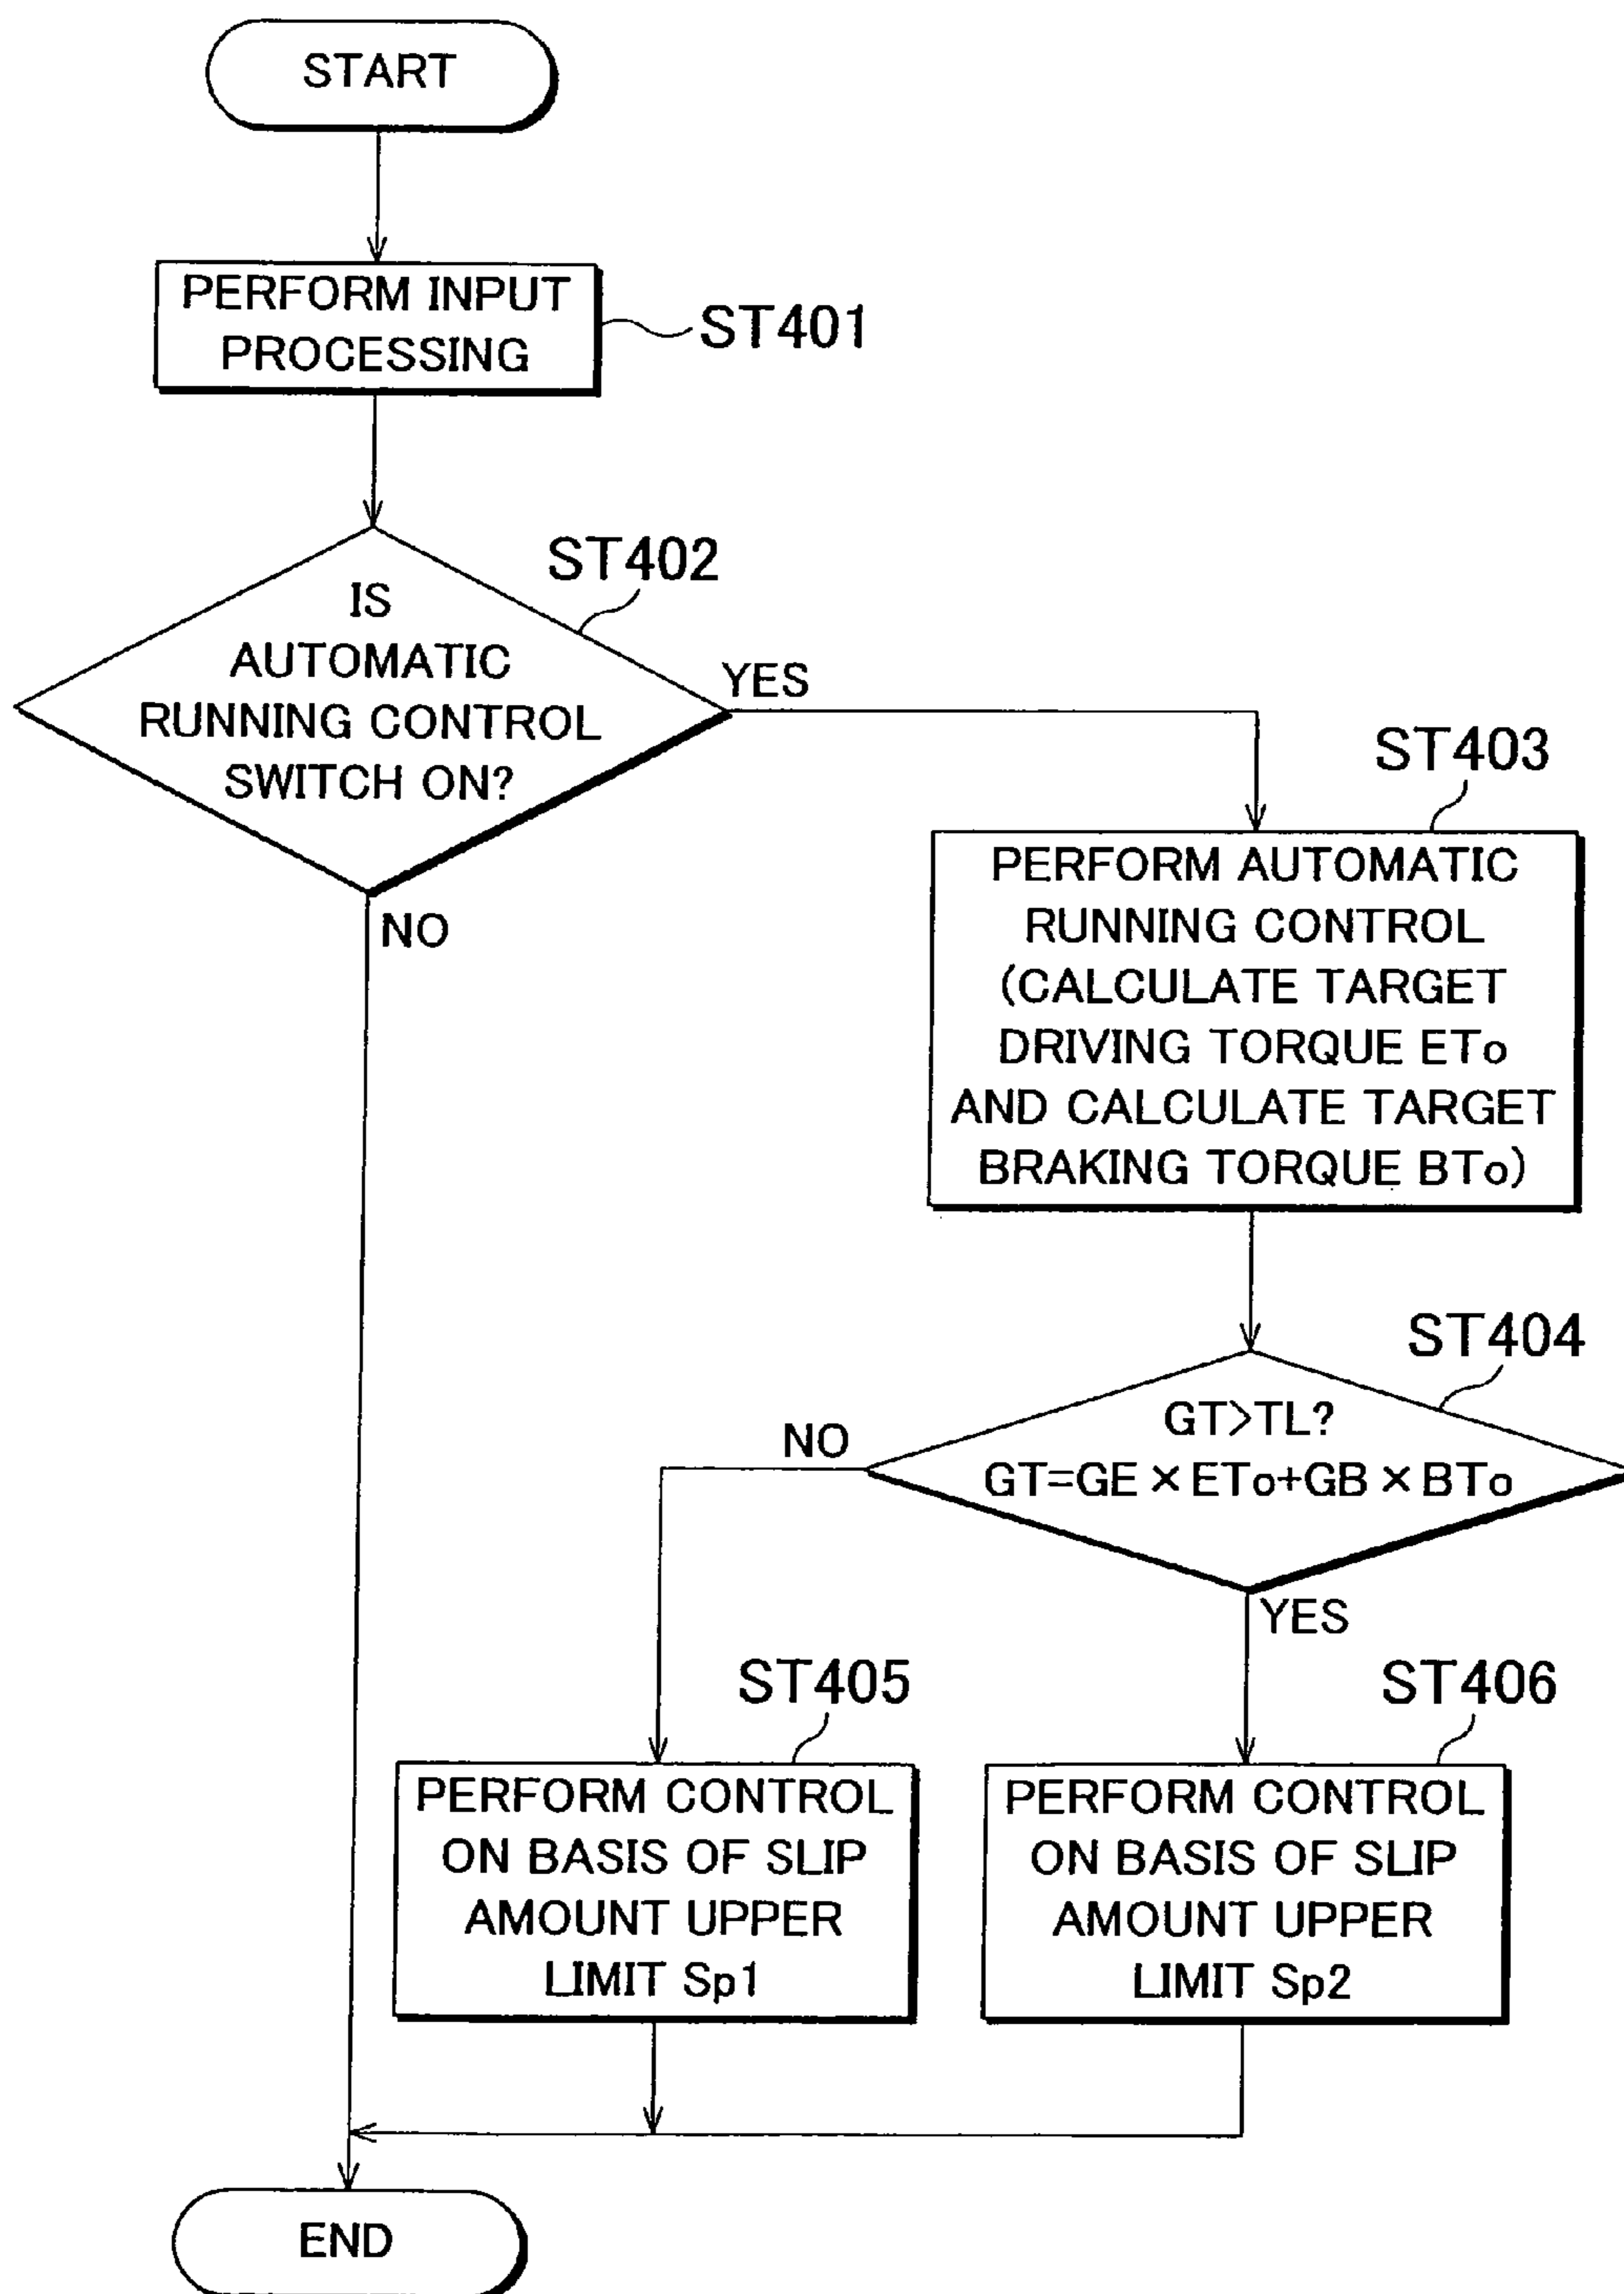 START
PERFORM INPUT
PROCESSING
ST401
ST402
IS
AUTOMATIC
RUNNING CONTROL
SWITCH ON?
YES
NO
ST403
PERFORM AUTOMATIC
RUNNING CONTROL
(CALCULATE TARGET
DRIVING TORQUE ETo
AND CALCULATE TARGET
BRAKING TORQUE BTo)
ST404
GT>TL?
GT=GE×ETo+GB×BTo
NO
YES
ST405
PERFORM CONTROL
ON BASIS OF SLIP
AMOUNT UPPER
LIMIT Sp1
ST406
PERFORM CONTROL
ON BASIS OF SLIP
AMOUNT UPPER
LIMIT Sp2
END